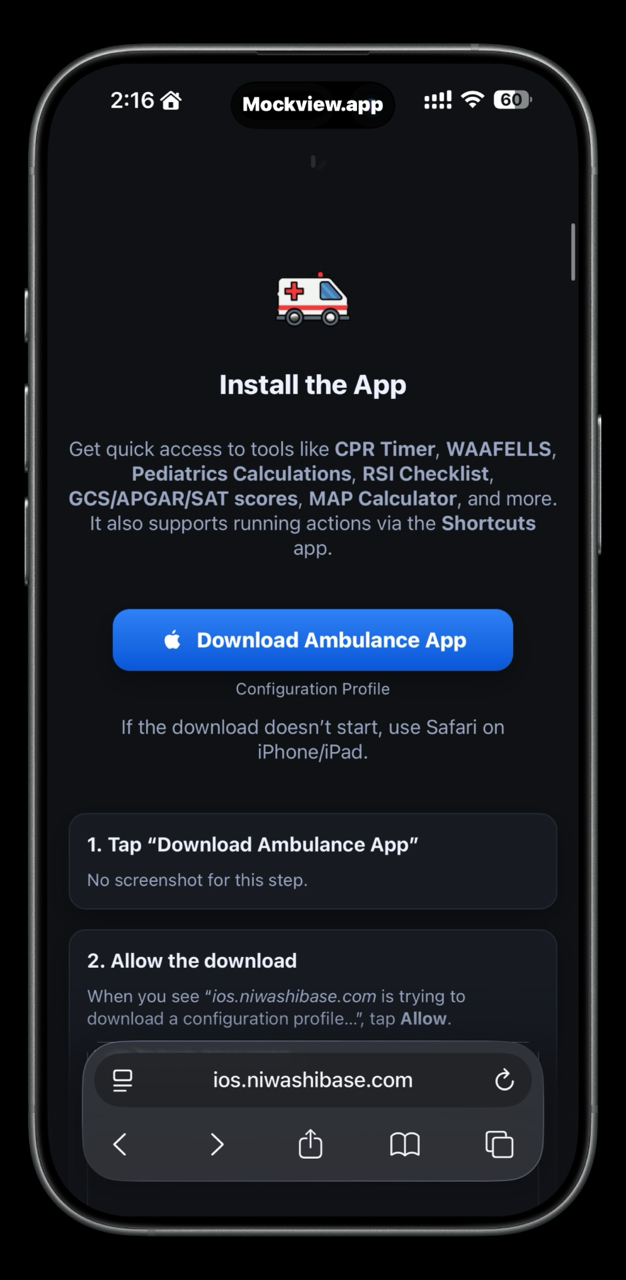 2:16
Mockview.app
60
Install the App
Get quick access to tools like CPR Timer, WAAFELLS,
Pediatrics Calculations, RSI Checklist,
GCS/APGAR/SAT scores, MAP Calculator, and more.
It also supports running actions via the Shortcuts
app.
Download Ambulance App
Configuration Profile
If the download doesn’t start, use Safari on
iPhone/iPad.
1. Tap “Download Ambulance App”
No screenshot for this step.
2. Allow the download
When you see “ios.niwashibase.com is trying to
download a configuration profile…”, tap Allow.
ios.niwashibase.com